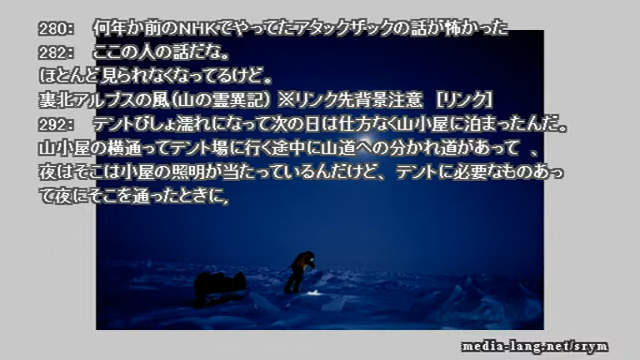 280: 何年か前のNHKでやってたアタックザックの話が怖かった
282: ここの人の話だな。
ほとんど見られなくなってるけど。
裏北アルプスの風(山の霊異記) ※リンク先背景注意 [リンク]
292: テントびしょ濡れになって次の日は仕方なく山小屋に泊まったんだ。
山小屋の横通ってテント場に行く途中に山道への分かれ道があって 、
夜はそこは小屋の照明が当たっているんだけど、 テントに必要なものあっ
て夜にそこを通ったときに,
media-lang-net/srym